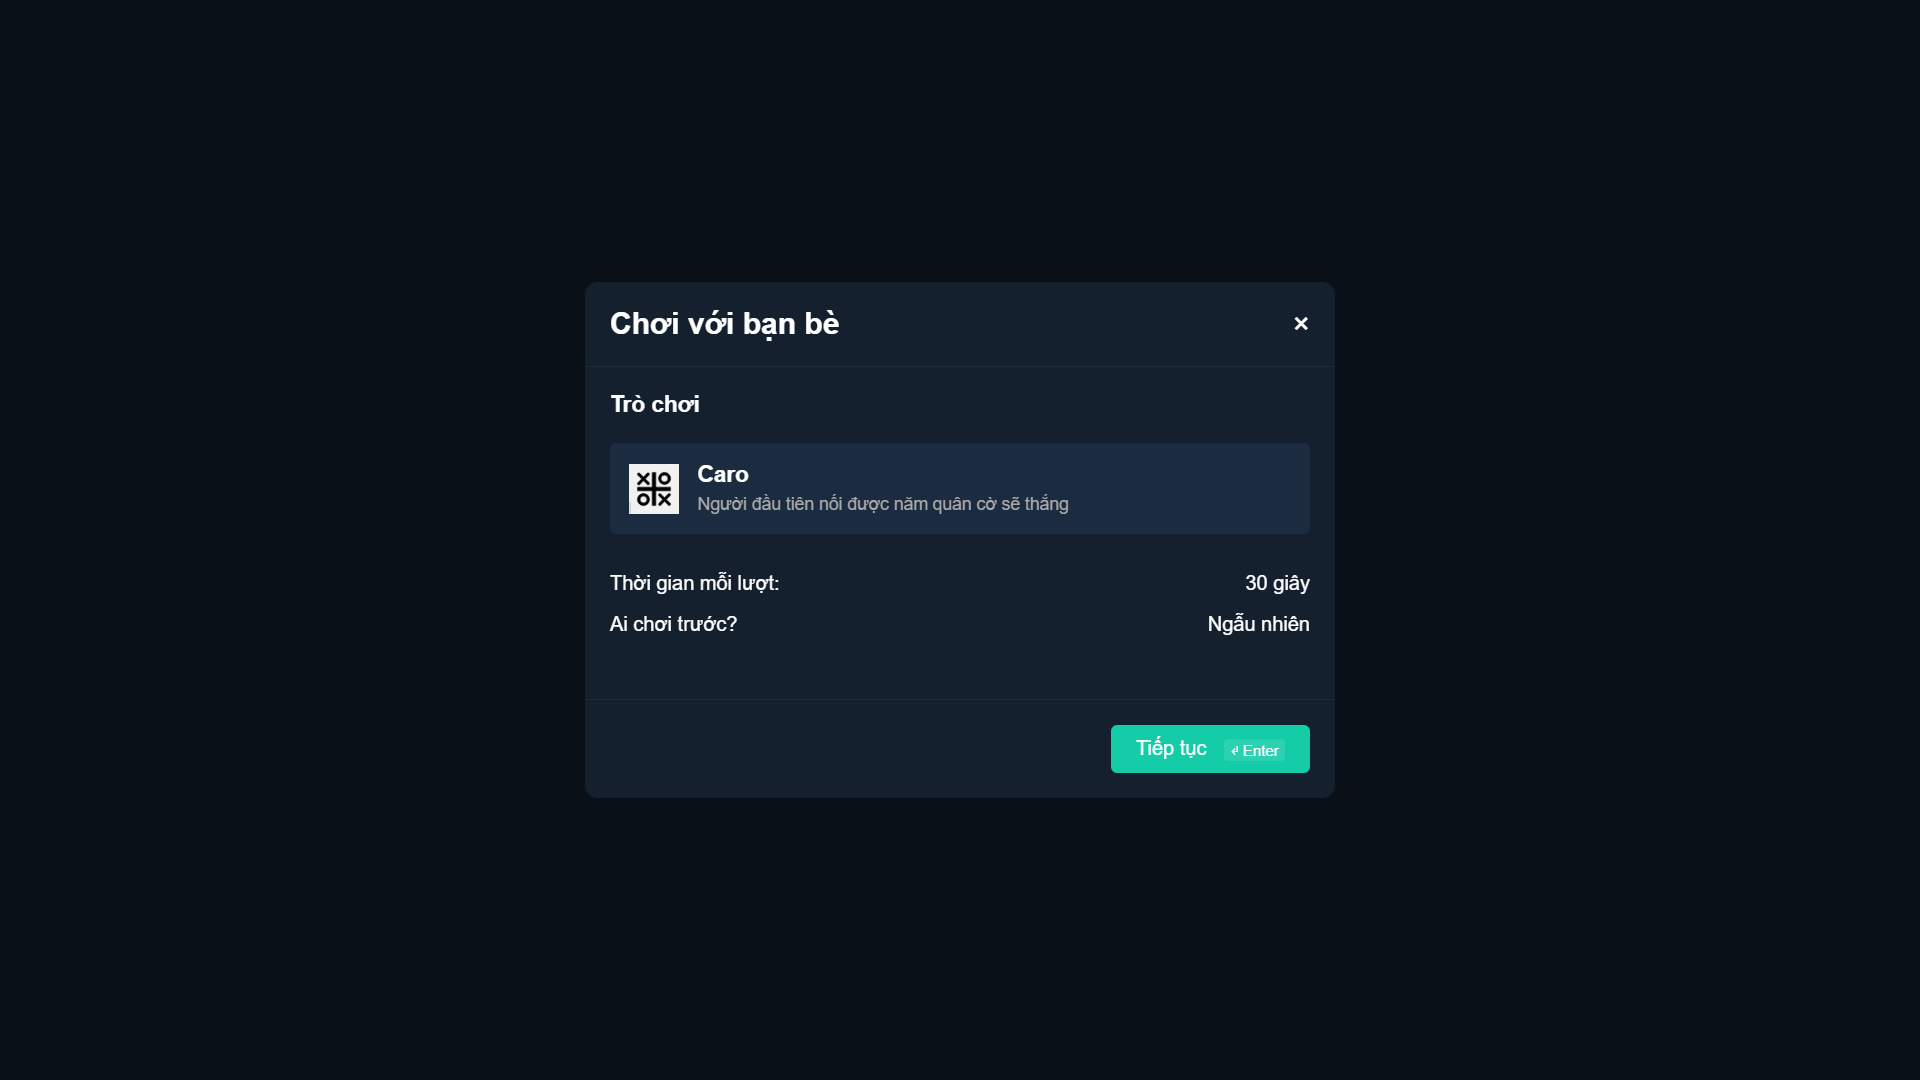 Chơi với bạn bè
Trò chơi
Caro
Người đầu tiên nối được năm quân cờ sẽ thắng
Thời gian mỗi lượt: 30 giây
Ai chơi trước? Ngẫu nhiên
Tiếp tục ↲ Enter